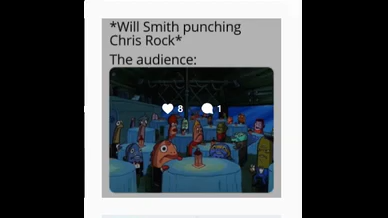 *Will Smith punching
Chris Rock*
The audience:
8 1